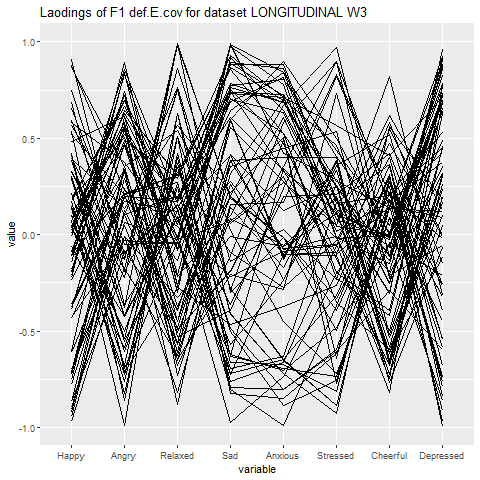 Laodings of F1 def.E.cov for dataset LONGITUDINAL W3
1.0
0.5
0.0
-0.5
-1.0
value
Happy Angry Relaxed Sad Anxious Stressed Cheerful Depressed
variable